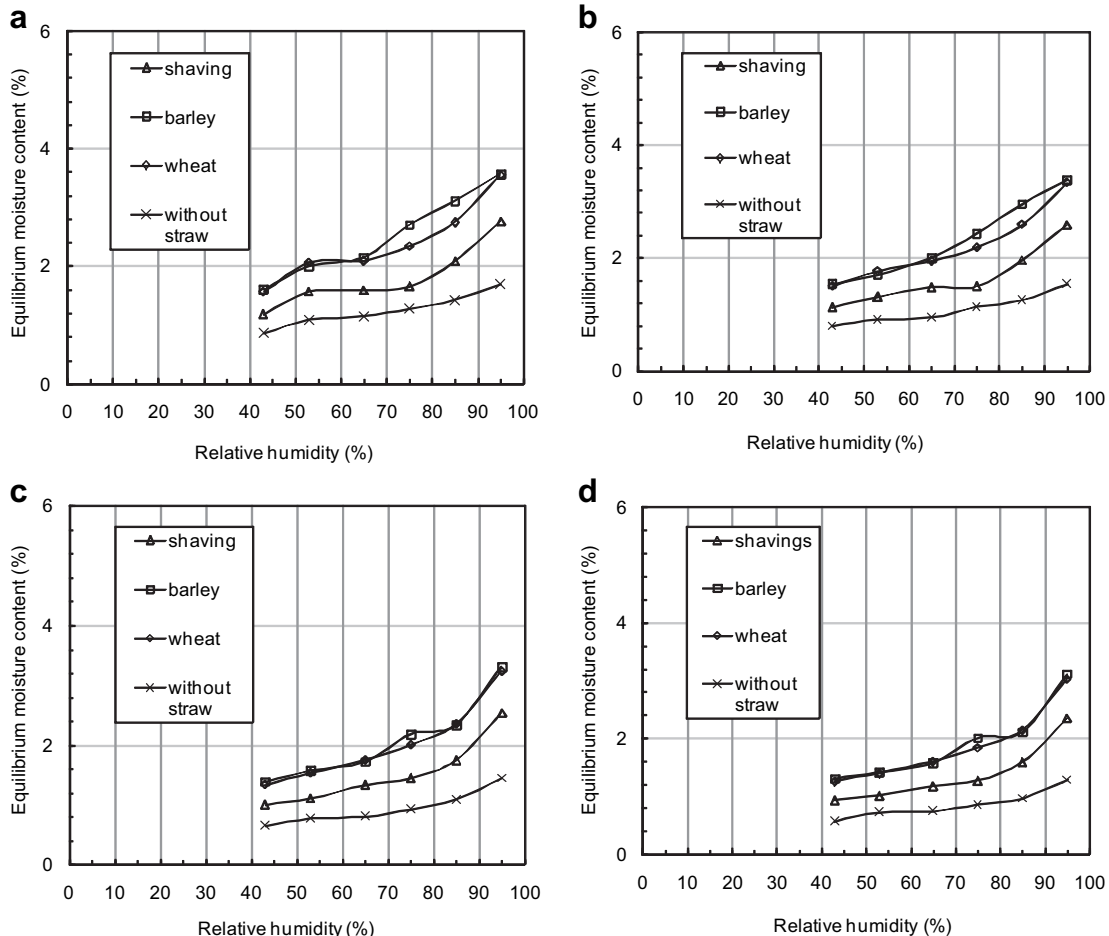 a
6
4
2
0
Equilibrium moisture content (%)
shaving
barley
wheat
without
straw
0 10 20 30 40 50 60 70 80 90 100
Relative humidity (%)
b
6
4
2
0
Equilibrium moisture content (%)
shaving
barley
wheat
without
straw
0 10 20 30 40 50 60 70 80 90 100
Relative humidity (%)
c
6
4
2
0
Equilibrium moisture content (%)
shaving
barley
wheat
without
straw
0 10 20 30 40 50 60 70 80 90 100
Relative humidity (%)
d
6
4
2
0
Equilibrium moisture content (%)
shavings
barley
wheat
without
straw
0 10 20 30 40 50 60 70 80 90 100
Relative humidity (%)